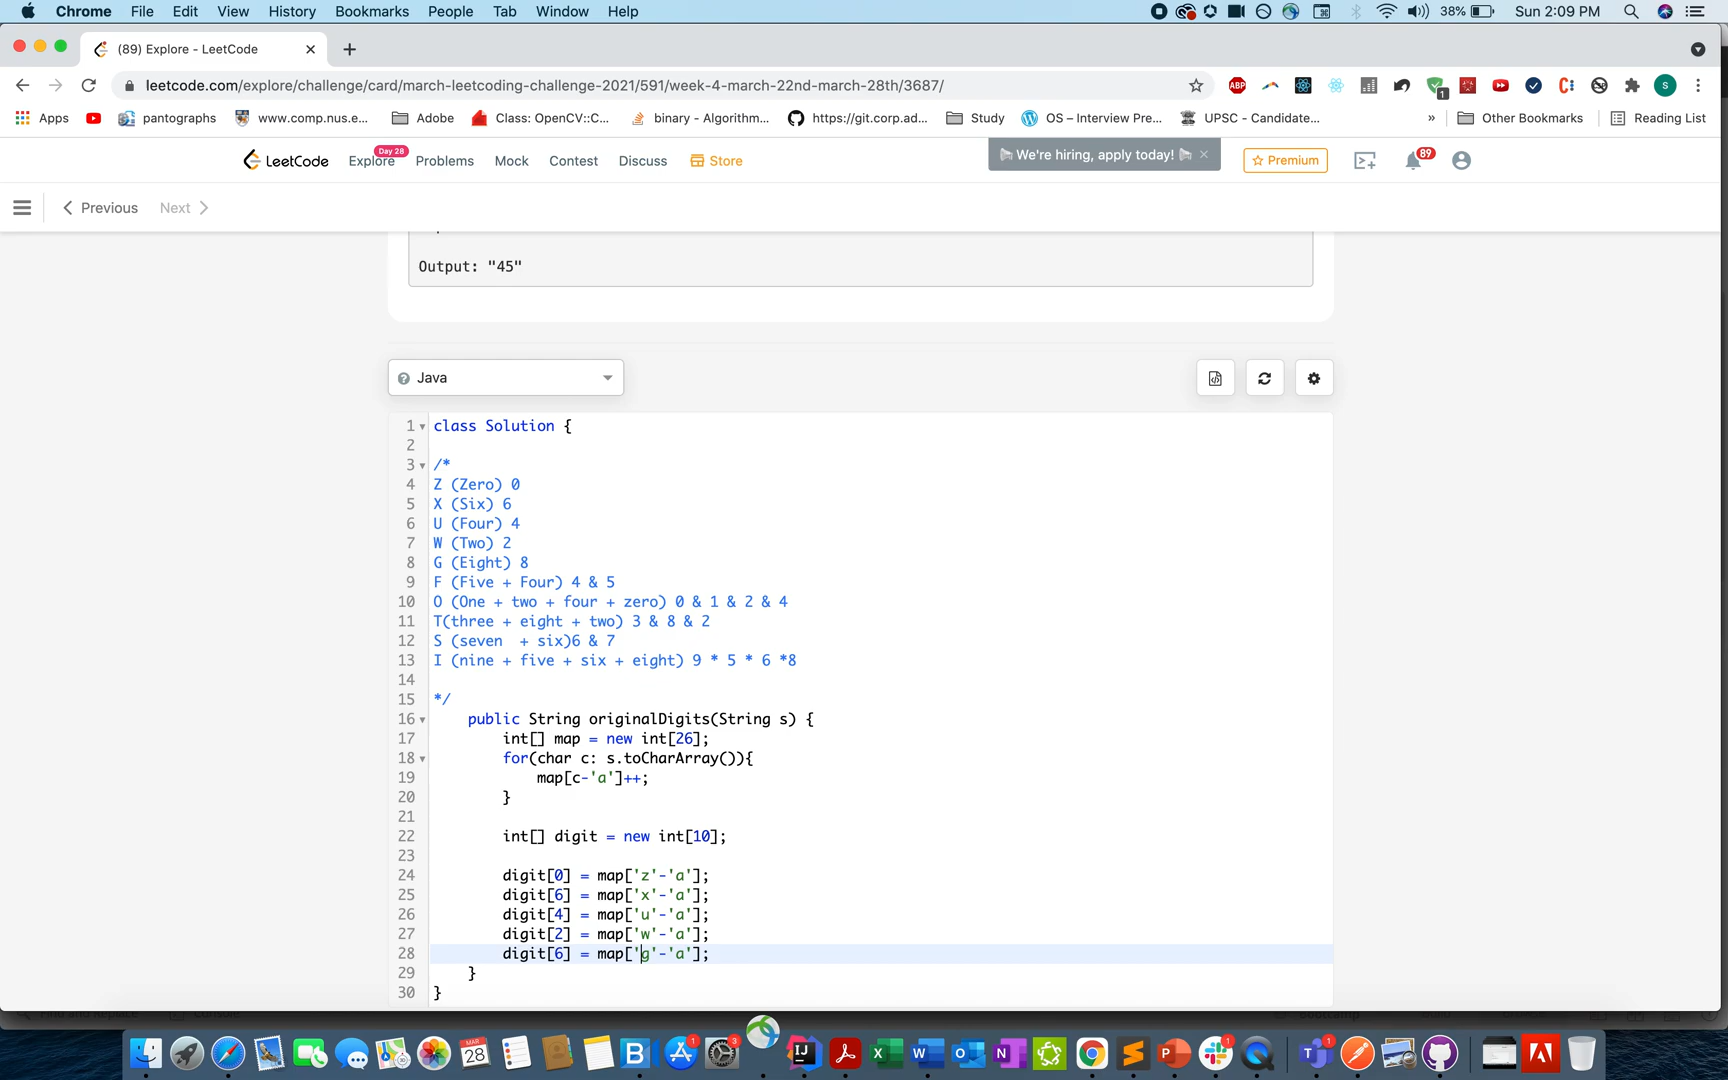 Chrome File Edit View History Bookmarks People Tab Window Help 38% Sun 2:09 PM
(89) Explore - LeetCode
leetcode.com/explore/challenge/card/march-leetcoding-challenge-2021/591/week-4-march-22nd-march-28th/3687/
Apps pantographs www.comp.nus.e... Adobe Class: OpenCV::C... binary - Algorithm... https://git.corp.ad... Study OS – Interview Pre... UPSC - Candidate... » Other Bookmarks Reading List
LeetCode Explore Day 28 Problems Mock Contest Discuss Store We're hiring, apply today! Premium 89
Previous Next
Output: "45"
Java
1 class Solution {
2
3 /*
4 Z (Zero) 0
5 X (Six) 6
6 U (Four) 4
7 W (Two) 2
8 G (Eight) 8
9 F (Five + Four) 4 & 5
10 O (One + two + four + zero) 0 & 1 & 2 & 4
11 T(three + eight + two) 3 & 8 & 2
12 S (seven  + six)6 & 7
13 I (nine + five + six + eight) 9 * 5 * 6 *8
14
15 */
16 public String originalDigits(String s) {
17 int[] map = new int[26];
18 for(char c: s.toCharArray()){
19 map[c-'a']++;
20 }
21
22 int[] digit = new int[10];
23
24 digit[0] = map['z'-'a'];
25 digit[6] = map['x'-'a'];
26 digit[4] = map['u'-'a'];
27 digit[2] = map['w'-'a'];
28 digit[6] = map['g'-'a'];
29 }
30 }